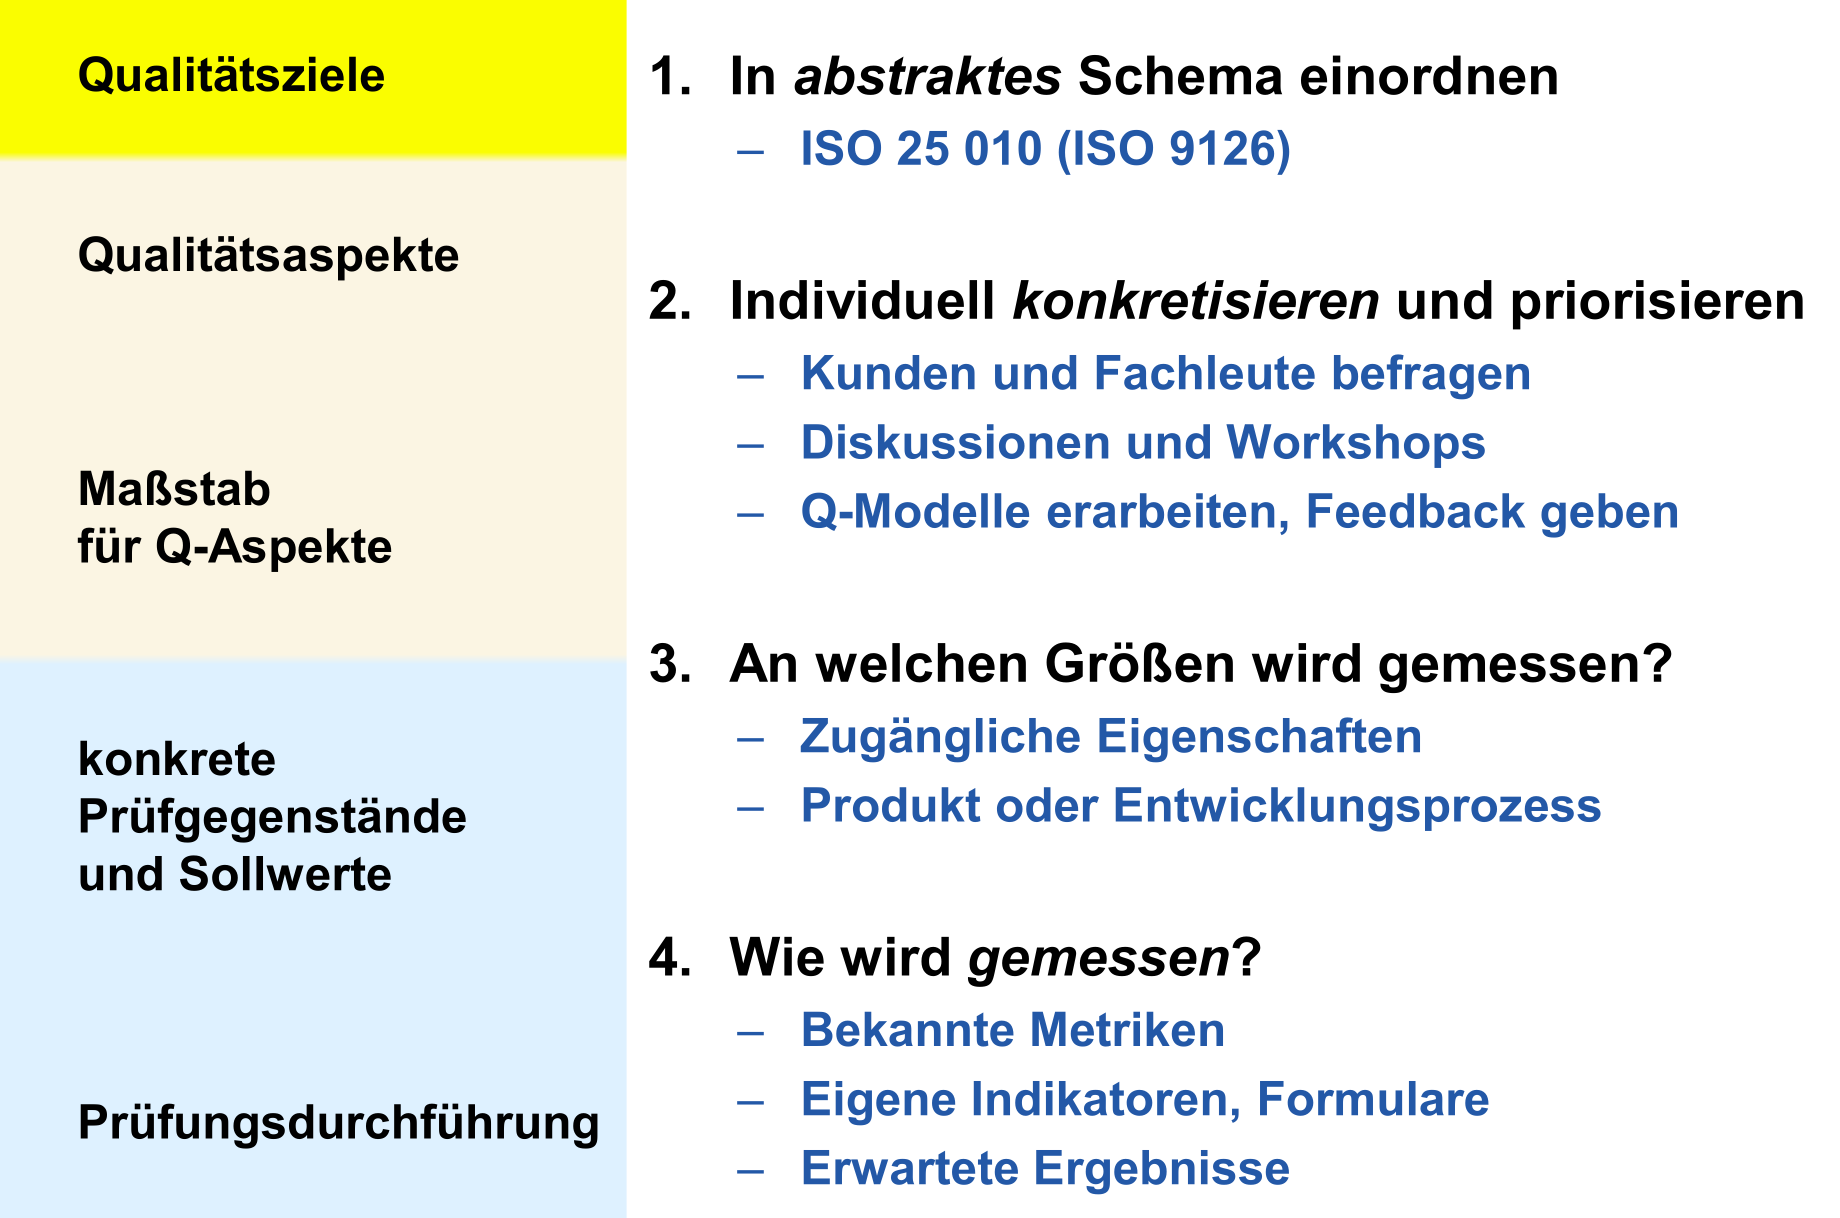 Qualitätsziele
Qualitätsaspekte
Maßstab
für Q-Aspekte
konkrete
Prüfgegenstände
und Sollwerte
Prüfungsdurchführung
1. In abstraktes Schema einordnen
– ISO 25 010 (ISO 9126)
2. Individuell konkretisieren und priorisieren
– Kunden und Fachleute befragen
– Diskussionen und Workshops
– Q-Modelle erarbeiten, Feedback geben
3. An welchen Größen wird gemessen?
– Zugängliche Eigenschaften
– Produkt oder Entwicklungsprozess
4. Wie wird gemessen?
– Bekannte Metriken
– Eigene Indikatoren, Formulare
– Erwartete Ergebnisse